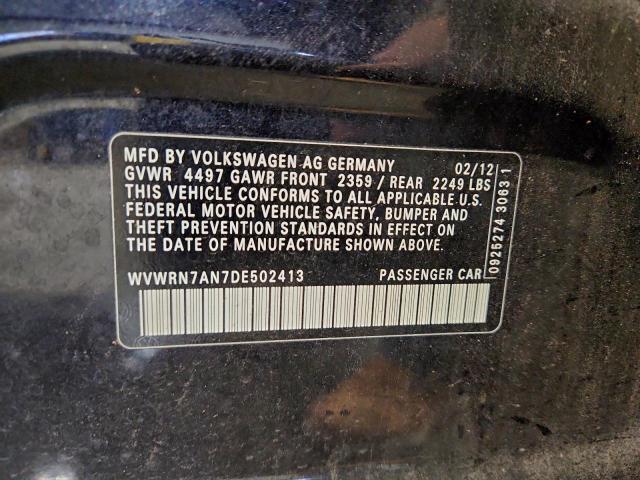 MFD BY VOLKSWAGEN AG GERMANY 02/12
GVWR 4497 GAWR FRONT 2359 / REAR 2249 LBS
THIS VEHICLE CONFORMS TO ALL APPLICABLE U.S.
FEDERAL MOTOR VEHICLE SAFETY, BUMPER AND
THEFT PREVENTION STANDARDS IN EFFECT ON
THE DATE OF MANUFACTURE SHOWN ABOVE.
WVWRN7AN7DE502413 PASSENGER CAR
0925274 3063 1